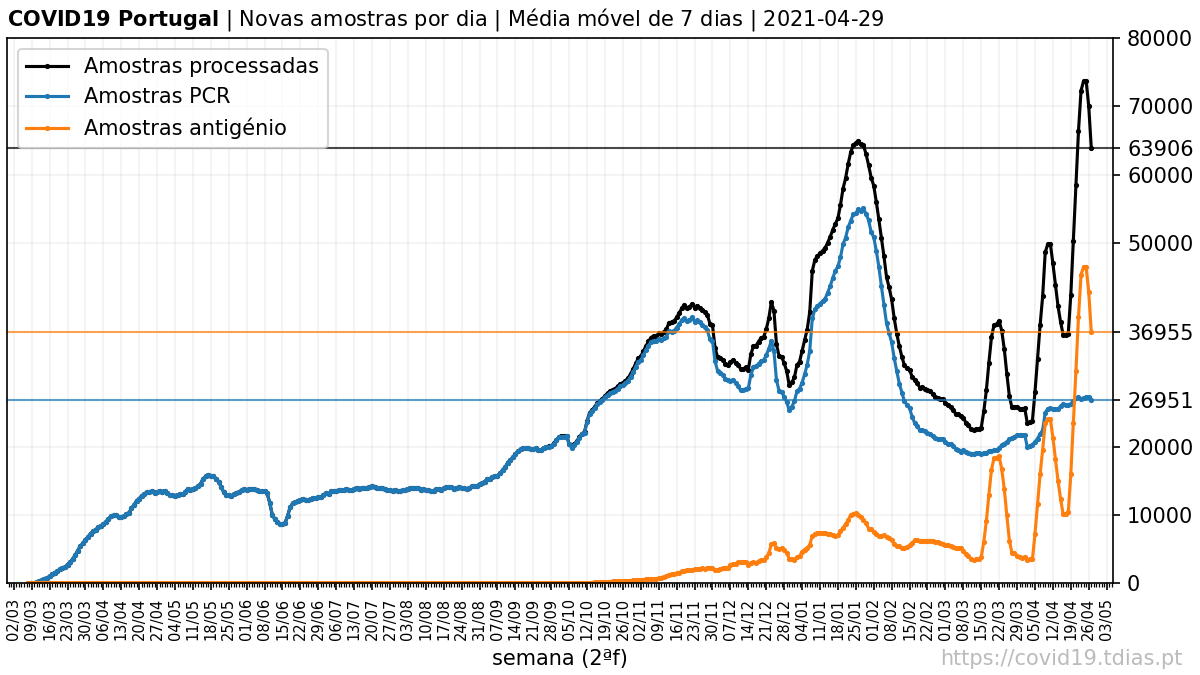 COVID19 Portugal | Novas amostras por dia | Média móvel de 7 dias | 2021-04-29
Amostras processadas
Amostras PCR
Amostras antigénio
80000
70000
63906
60000
50000
36955
26951
20000
10000
0
02/03 09/03 16/03 23/03 30/03 06/04 13/04 20/04 27/04 04/05 11/05 18/05 25/05 01/06 08/06 15/06 22/06 29/06 06/07 13/07 20/07 27/07 03/08 10/08 17/08 24/08 31/08 07/09 14/09 21/09 28/09 05/10 12/10 19/10 26/10 02/11 09/11 16/11 23/11 30/11 07/12 14/12 21/12 28/12 04/01 11/01 18/01 25/01 01/02 08/02 15/02 22/02 01/03 08/03 15/03 22/03 29/03 05/04 12/04 19/04 26/04 03/05
semana (2ªf)
https://covid19.tdias.pt